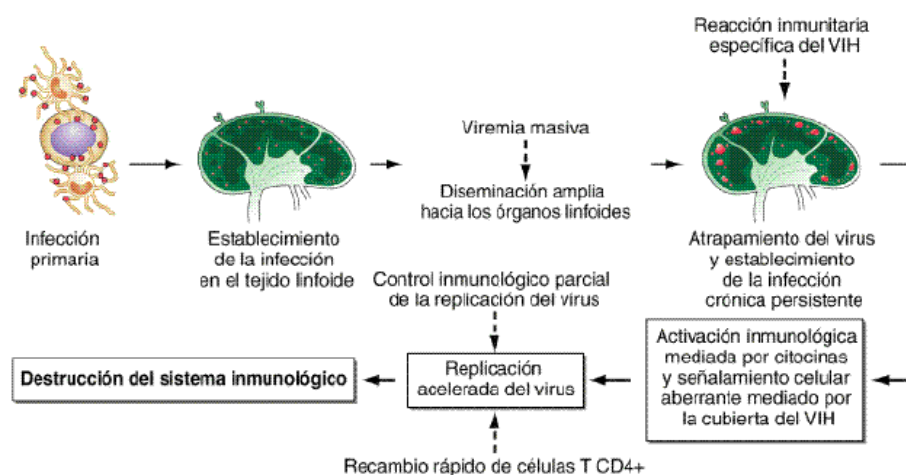 Reacción inmunitaria
específica del VIH
Viremia masiva
Diseminación amplia
hacia los órganos linfoides
Infección
primaria
Establecimiento
de la infección
en el tejido linfoide
Atrapamiento del virus
y establecimiento
de la infección
crónica persistente
Control inmunológico parcial
de la replicación del virus
Activación inmunológica
mediada por citocinas
y señalamiento celular
aberrante mediado por
la cubierta del VIH
Replicación
acelerada del virus
Destrucción del sistema inmunológico
Recambio rápido de células T CD4+